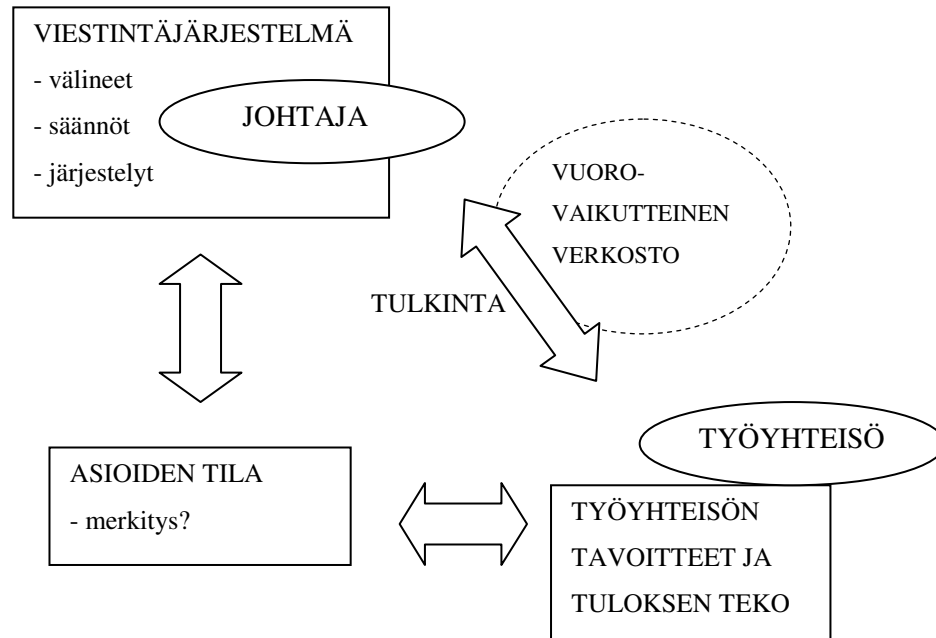 VIESTINTÄJÄRJESTELMÄ
- välineet
- säännöt
- järjestelyt
JOHTAJA
VUORO-
VAIKUTTEINEN
VERKOSTO
TULKINTA
TYÖYHTEISÖ
ASIOIDEN TILA
- merkitys?
TYÖYHTEISÖN
TAVOITTEET JA
TULOKSEN TEKO